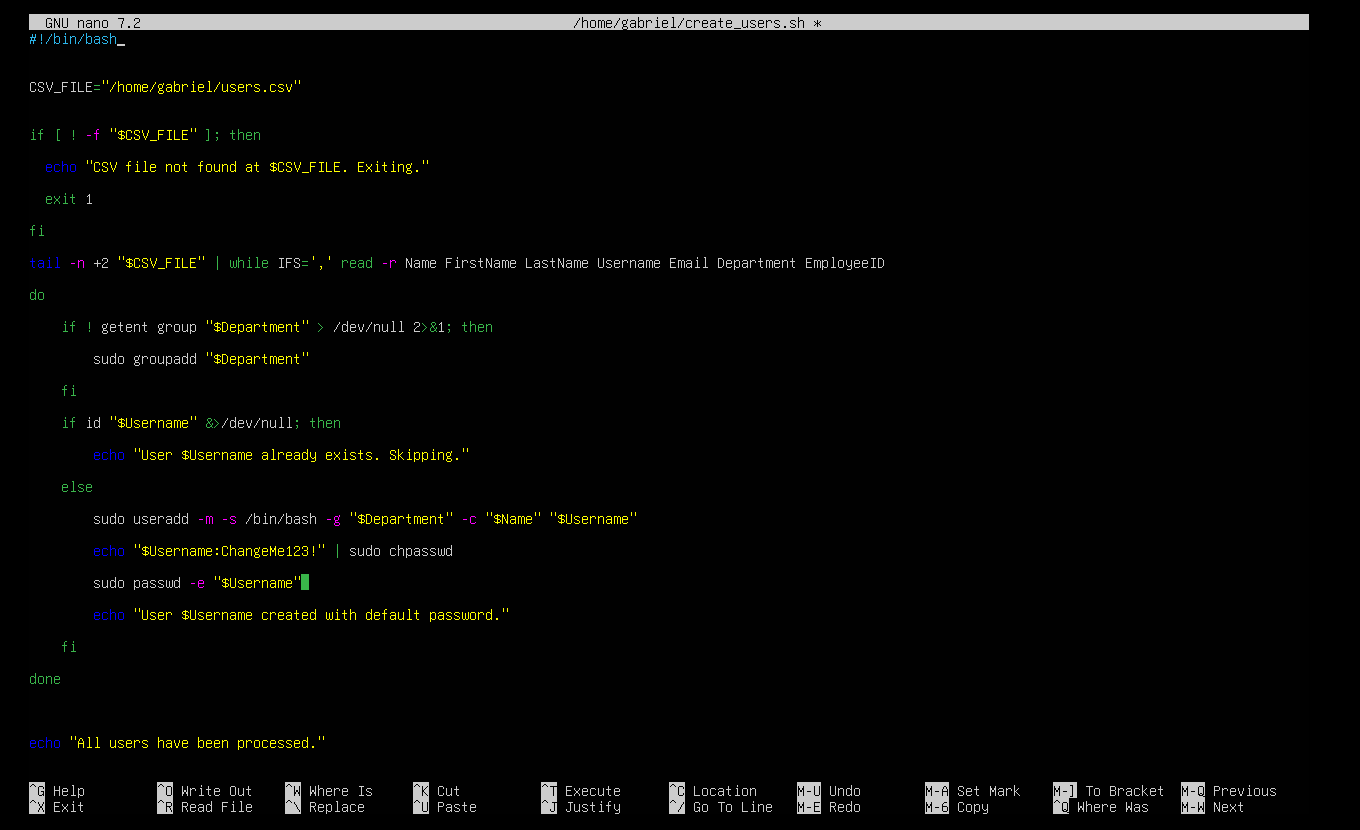 GNU nano 7.2 /home/gabriel/create_users.sh *
#!/bin/bash
CSV_FILE="/home/gabriel/users.csv"
if [ ! -f "$CSV_FILE" ]; then
  echo "CSV file not found at $CSV_FILE. Exiting."
  exit 1
fi
tail -n +2 "$CSV_FILE" | while IFS=',' read -r Name FirstName LastName Username Email Department EmployeeID
do
    if ! getent group "$Department" > /dev/null 2>&1; then
        sudo groupadd "$Department"
    fi
    if id "$Username" &>/dev/null; then
        echo "User $Username already exists. Skipping."
    else
        sudo useradd -m -s /bin/bash -g "$Department" -c "$Name" "$Username"
        echo "$Username:ChangeMe123!" | sudo chpasswd
        sudo passwd -e "$Username"
        echo "User $Username created with default password."
    fi
done
echo "All users have been processed."
^G Help ^O Write Out ^W Where Is ^K Cut ^T Execute ^C Location M-U Undo M-A Set Mark M-] To Bracket M-Q Previous
^X Exit ^R Read File ^\ Replace ^U Paste ^J Justify ^/ Go To Line M-E Redo M-6 Copy ^Q Where Was M-W Next